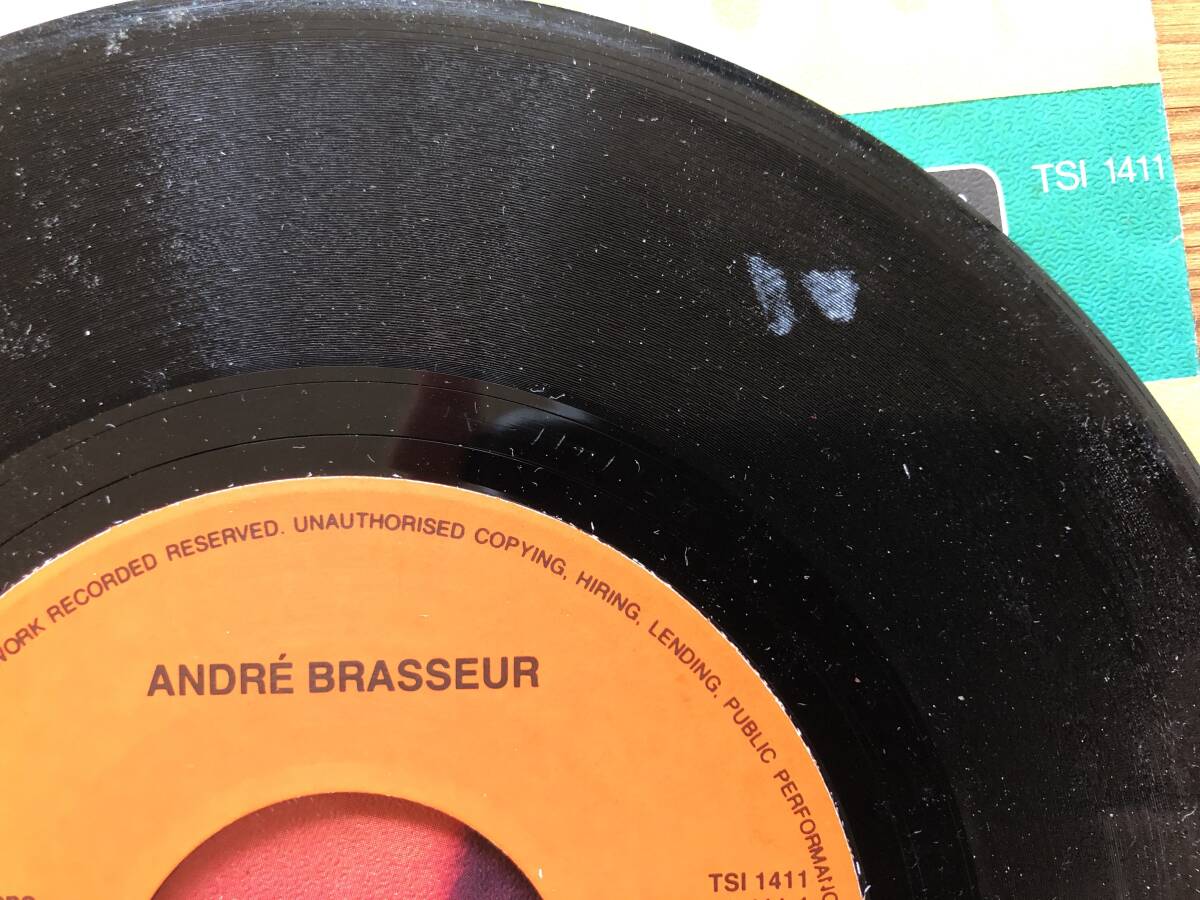 TSI 1411
WORK RECORDED RESERVED. UNAUTHORISED COPYING, HIRING, LENDING, PUBLIC
ANDRÉ BRASSEUR
TSI 1411